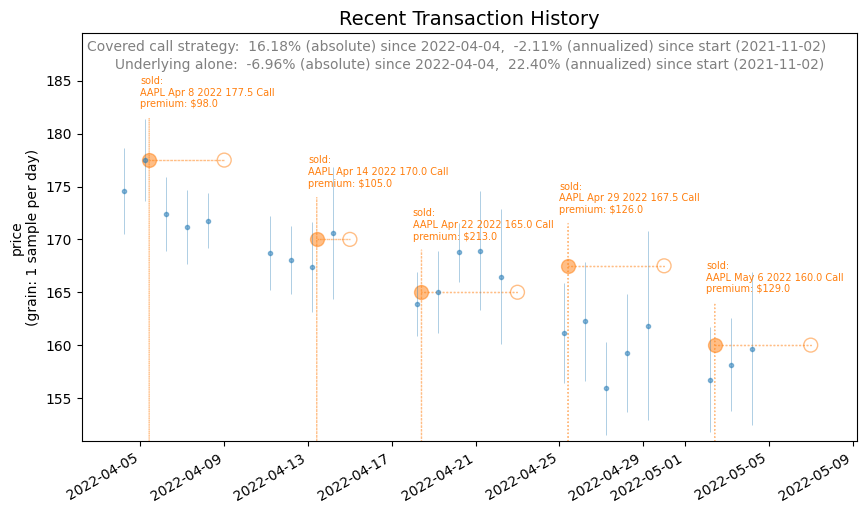 Recent Transaction History
Covered call strategy:  16.18% (absolute) since 2022-04-04,  -2.11% (annualized) since start (2021-11-02)
Underlying alone:  -6.96% (absolute) since 2022-04-04,  22.40% (annualized) since start (2021-11-02)
sold:
AAPL Apr 8 2022 177.5 Call
premium: $98.0
sold:
AAPL Apr 14 2022 170.0 Call
premium: $105.0
sold:
AAPL Apr 22 2022 165.0 Call
premium: $213.0
sold:
AAPL Apr 29 2022 167.5 Call
premium: $126.0
sold:
AAPL May 6 2022 160.0 Call
premium: $129.0
price
(grain: 1 sample per day)
185
180
175
170
165
160
155
2022-04-05
2022-04-09
2022-04-13
2022-04-17
2022-04-21
2022-04-25
2022-04-29
2022-05-01
2022-05-05
2022-05-09